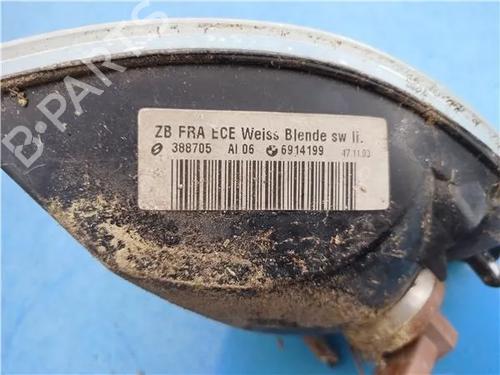 B-PARTS
ZB FRA ECE Weiss Blende sw li.
388705 AI 06 6914199 47.11.03